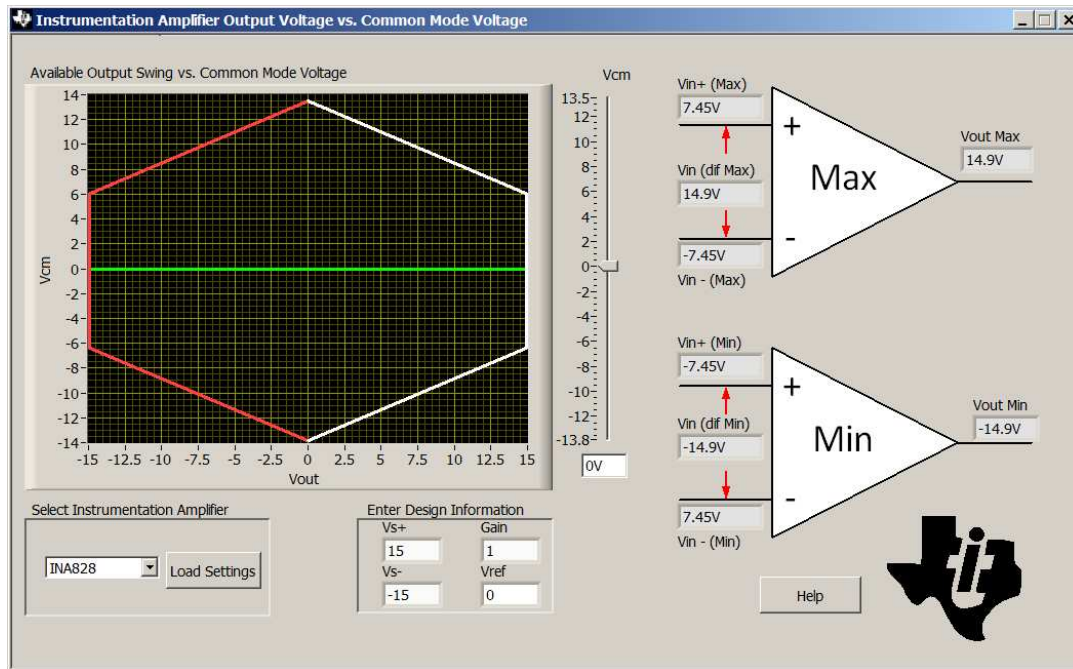 Instrumentation Amplifier Output Voltage vs. Common Mode Voltage
Available Output Swing vs. Common Mode Voltage
14
12
10
8
6
4
2
0
-2
-4
-6
-8
-10
-12
-14
Vcm
-15 -12.5 -10 -7.5 -5 -2.5 0 2.5 5 7.5 10 12.5 15
Vout
Vcm
13.5
12
10
8
6
4
2
0
-2
-4
-6
-8
-10
12
-13.8
0V
Vin+ (Max)
7.45V
Vin (dif Max)
14.9V
-7.45V
Vin - (Max)
+
Max
-
Vout Max
14.9V
Vin+ (Min)
-7.45V
Vin (dif Min)
-14.9V
7.45V
Vin - (Min)
+
Min
-
Vout Min
-14.9V
Select Instrumentation Amplifier
INA828
Load Settings
Enter Design Information
Vs+ Gain
15 1
Vs- Vref
-15 0
Help
ti